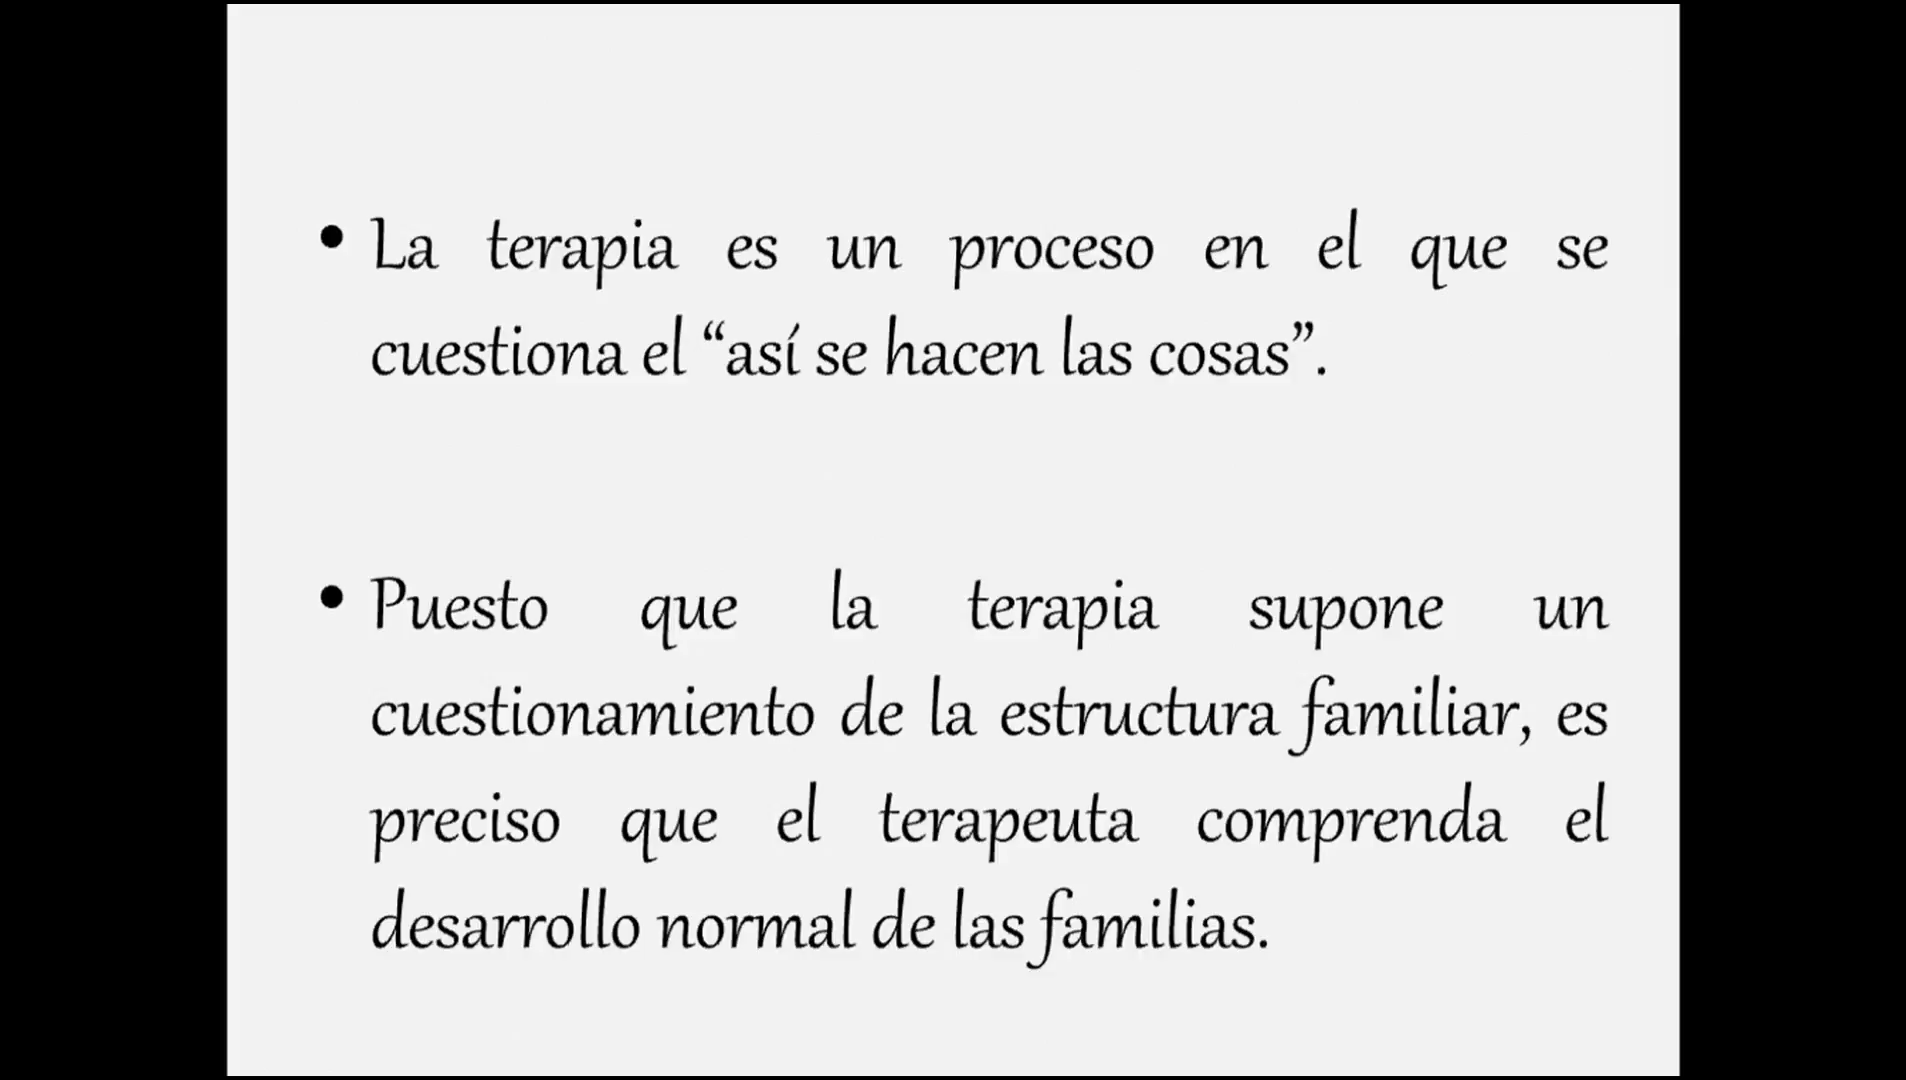 • La terapia es un proceso en el que se
cuestiona el “así se hacen las cosas”.
• Puesto que la terapia supone un
cuestionamiento de la estructura familiar, es
preciso que el terapeuta comprenda el
desarrollo normal de las familias.